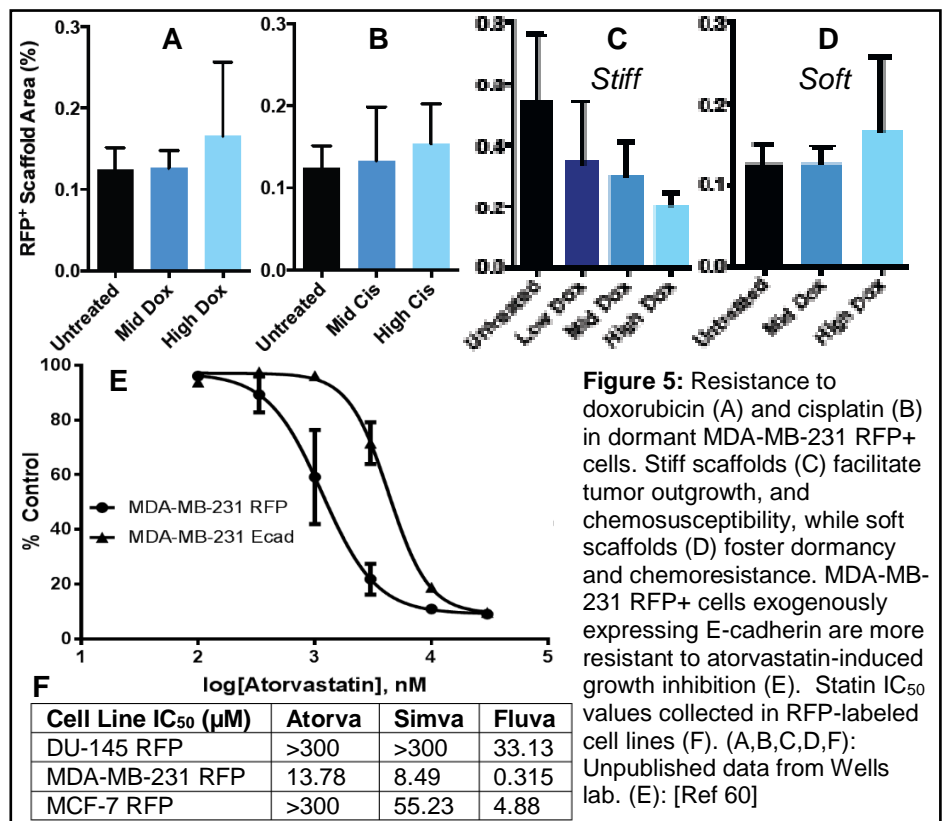 A
B
C
Stiff
D
Soft
RFP+ Scaffold Area (%)
0.3
0.2
0.1
0.0
Untreated
Mid Dox
High Dox
0.3
0.2
0.1
0.0
Untreated
Mid Cis
High Cis
0.8
0.6
0.4
0.2
0.0
Untreated
Low Dox
Mid Dox
High Dox
0.3
0.2
0.1
0.0
Untreated
Mid Dox
High Dox
E
% Control
100
80
60
40
20
0
MDA-MB-231 RFP
MDA-MB-231 Ecad
1 2 3 4 5
log[Atorvastatin], nM
Figure 5: Resistance to
doxorubicin (A) and cisplatin (B)
in dormant MDA-MB-231 RFP+
cells. Stiff scaffolds (C) facilitate
tumor outgrowth, and
chemosusceptibility, while soft
scaffolds (D) foster dormancy
and chemoresistance. MDA-MB-
231 RFP+ cells exogenously
expressing E-cadherin are more
resistant to atorvastatin-induced
growth inhibition (E). Statin IC50
values collected in RFP-labeled
cell lines (F). (A,B,C,D,F):
Unpublished data from Wells
lab. (E): [Ref 60]
F
Cell Line IC50 (µM) Atorva Simva Fluva
DU-145 RFP >300 >300 33.13
MDA-MB-231 RFP 13.78 8.49 0.315
MCF-7 RFP >300 55.23 4.88